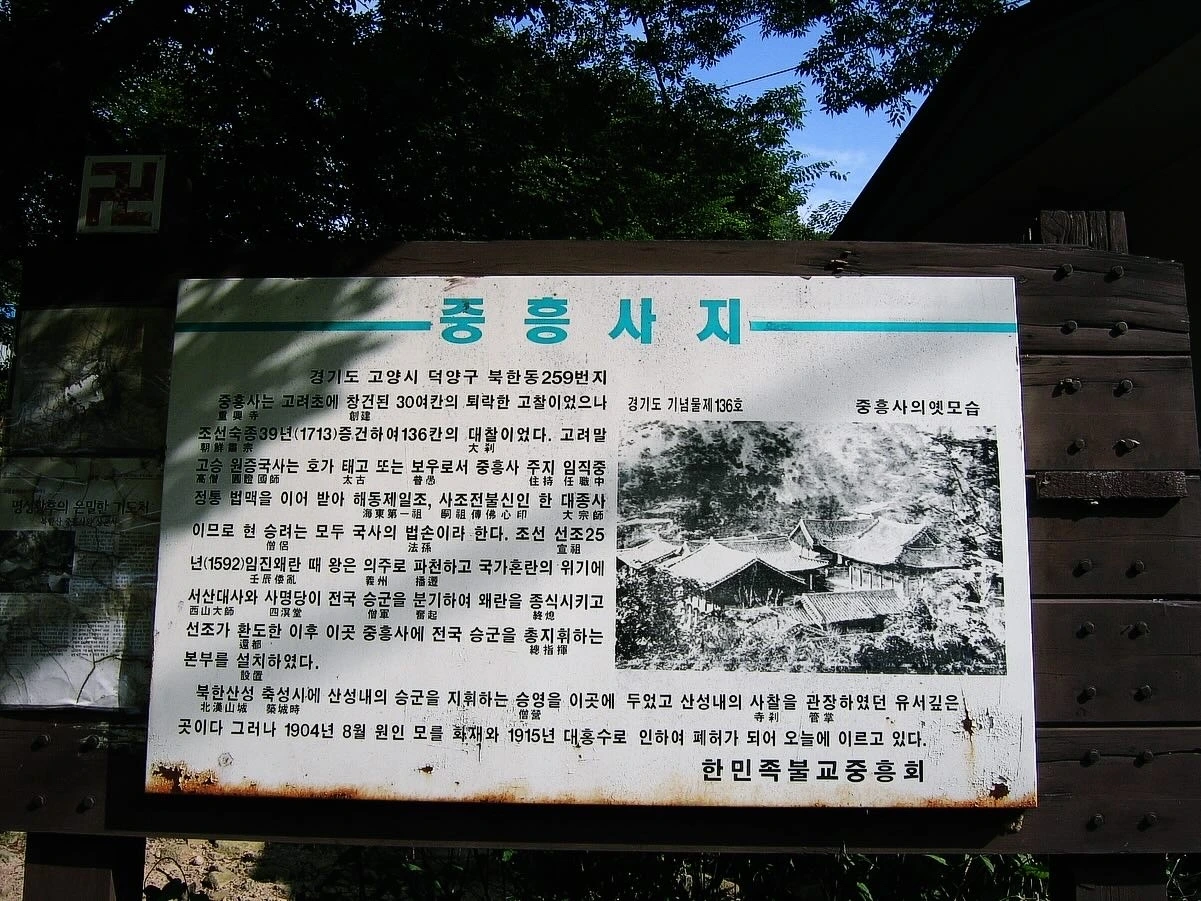 卍
중흥사지
경기도 고양시 덕양구 북한동259번지
중흥사는 고려초에 창건된 30여칸의 퇴락한 고찰이었으나
重興寺 創建
조선숙종39년(1713)증건하여136칸의 대찰이었다. 고려말
朝鮮肅宗 大刹
고승 원증국사는 호가 태고 또는 보우로서 중흥사 주지 임직중
高僧 圓證國師 太古 普愚 住持 任職中
정통 법맥을 이어 받아 해동제일조, 사조전불신인 한 대종사
海東第一祖 嗣祖傳佛心印 大宗師
이므로 현 승려는 모두 국사의 법손이라 한다. 조선 선조25
僧侶 法孫 宣祖
년(1592)임진왜란 때 왕은 의주로 파천하고 국가혼란의 위기에
壬辰倭亂 義州 播遷
서산대사와 사명당이 전국 승군을 분기하여 왜란을 종식시키고
西山大師 四溟堂 僧軍 奮起 終熄
선조가 환도한 이후 이곳 중흥사에 전국 승군을 총지휘하는
還都 總指揮
본부를 설치하였다.
設置
경기도 기념물제136호 중흥사의옛모습
북한산성 축성시에 산성내의 승군을 지휘하는 승영을 이곳에 두었고 산성내의 사찰을 관장하였던 유서깊은
北漢山城 築城時 僧營 寺刹 管掌
곳이다 그러나 1904년 8월 원인 모를 화재와 1915년 대홍수로 인하여 폐허가 되어 오늘에 이르고 있다.
한민족불교중흥회
명성황후의 은밀한 기도처